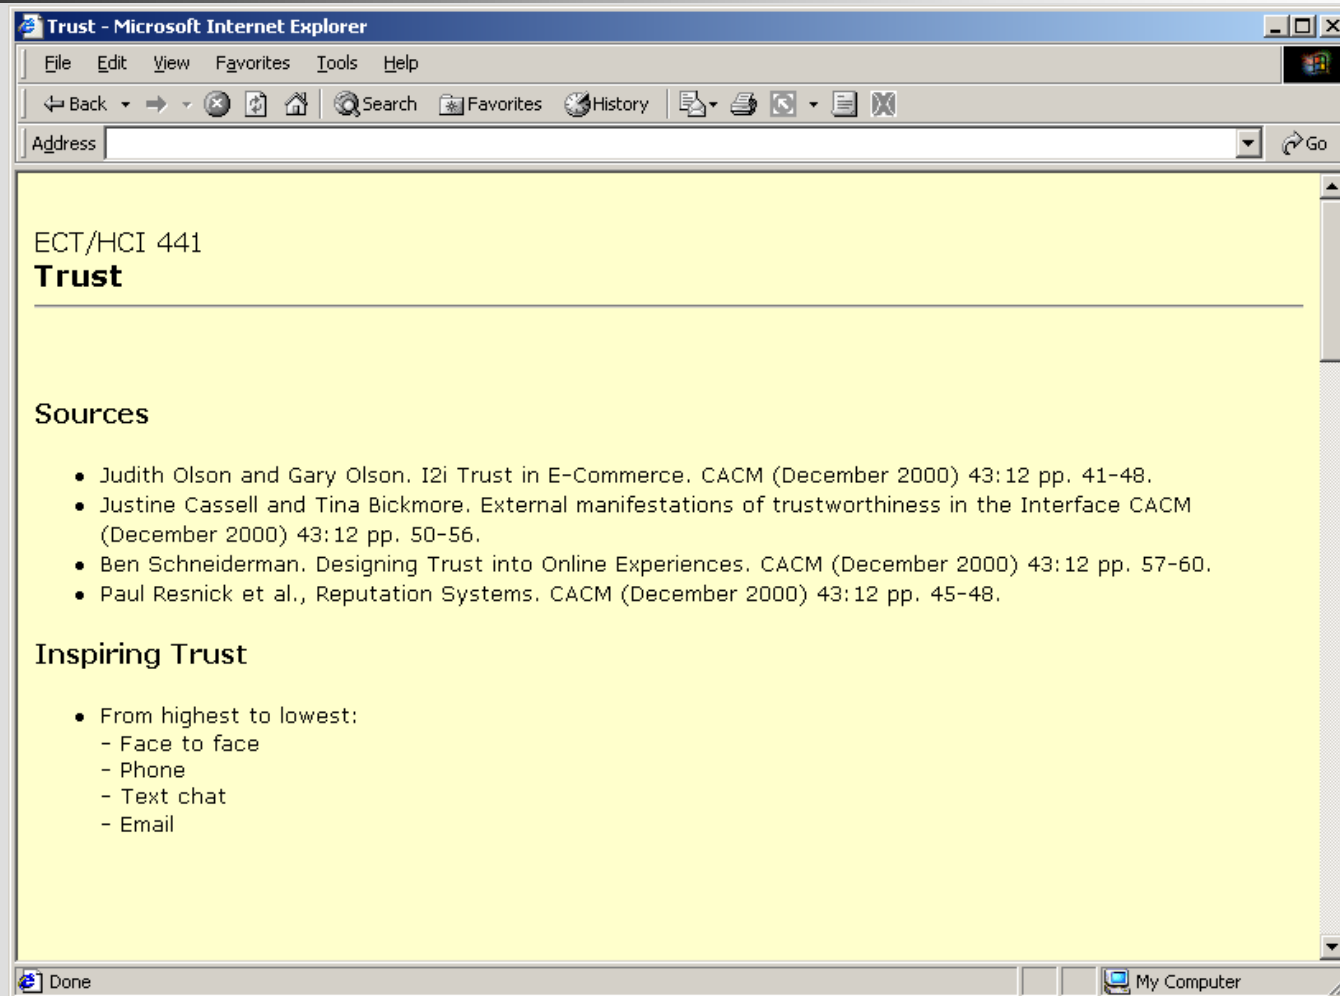 Trust - Microsoft Internet Explorer
File Edit View Favorites Tools Help
Back Search Favorites History
Address Go
ECT/HCI 441
Trust
Sources
• Judith Olson and Gary Olson. I2i Trust in E-Commerce. CACM (December 2000) 43:12 pp. 41-48.
• Justine Cassell and Tina Bickmore. External manifestations of trustworthiness in the Interface CACM
(December 2000) 43:12 pp. 50-56.
• Ben Schneiderman. Designing Trust into Online Experiences. CACM (December 2000) 43:12 pp. 57-60.
• Paul Resnick et al., Reputation Systems. CACM (December 2000) 43:12 pp. 45-48.
Inspiring Trust
• From highest to lowest:
- Face to face
- Phone
- Text chat
- Email
Done My Computer